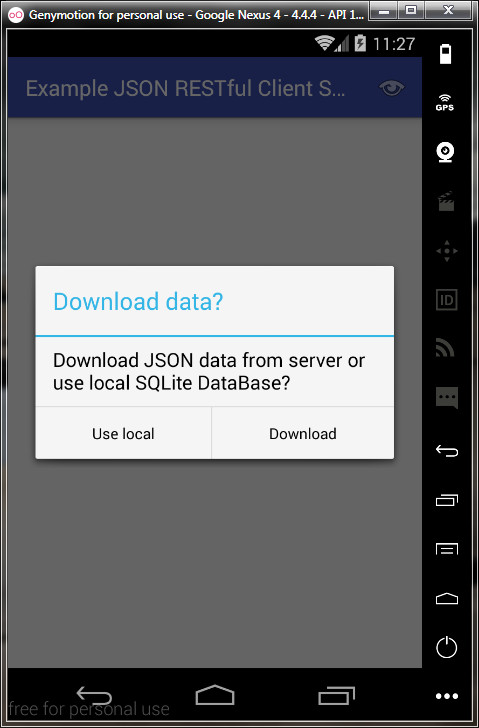 Genymotion for personal use - Google Nexus 4 - 4.4.4 - API 1...
11:27
Example JSON RESTful Client S...
GPS
ID
Download data?
Download JSON data from server or
use local SQLite DataBase?
Use local
Download
free for personal use